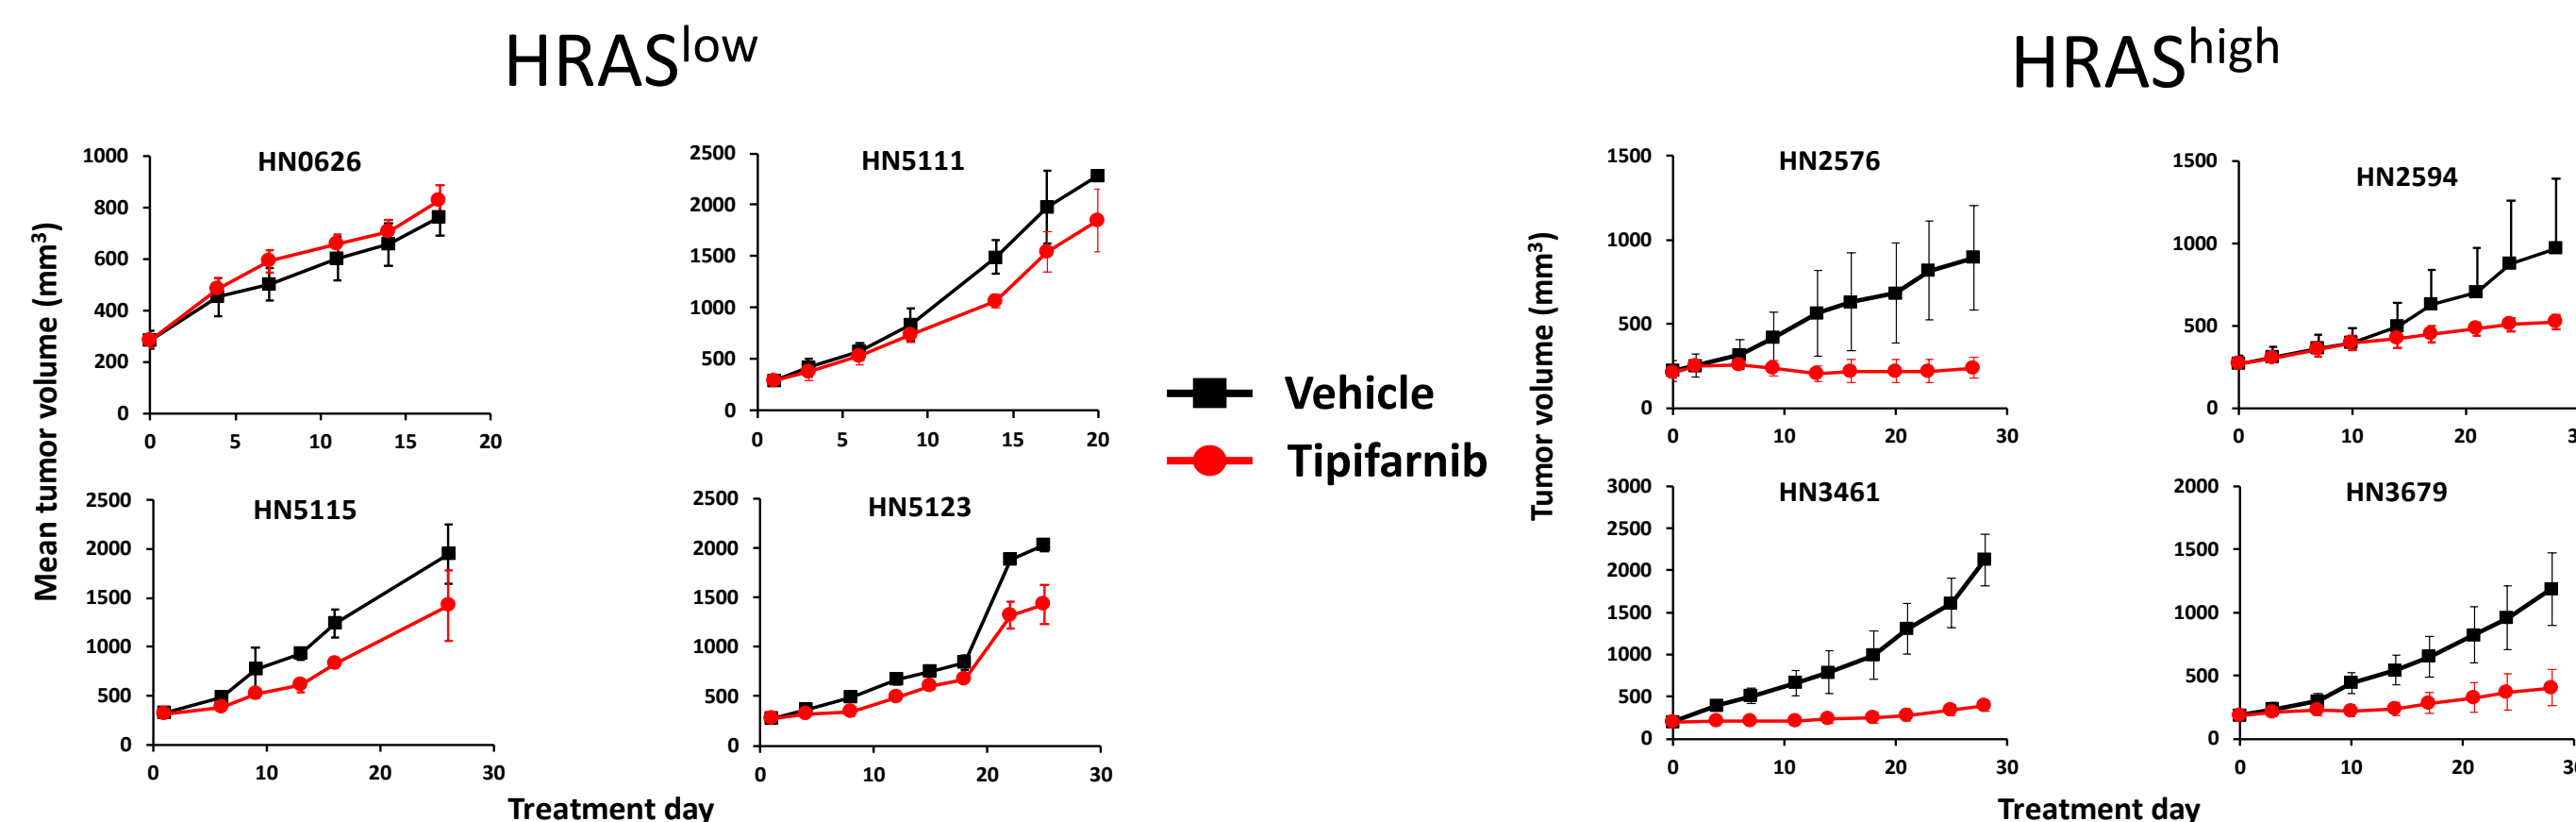 HRASlow
HRAShigh
Mean tumor volume (mm3)
HN0626
1000
800
600
400
200
0
0 5 10 15 20
HN5111
2500
2000
1500
1000
500
0
0 5 10 15 20
HN5115
2500
2000
1500
1000
500
0
0 10 20 30
HN5123
2500
2000
1500
1000
500
0
0 10 20 30
Treatment day
Vehicle
Tipifarnib
Tumor volume (mm3)
HN2576
1500
1000
500
0
0 10 20 30
HN2594
1500
1000
500
0
0 10 20
HN3461
3000
2500
2000
1500
1000
500
0
0 10 20 30
HN3679
2000
1500
1000
500
0
0 10 20
Treatment day